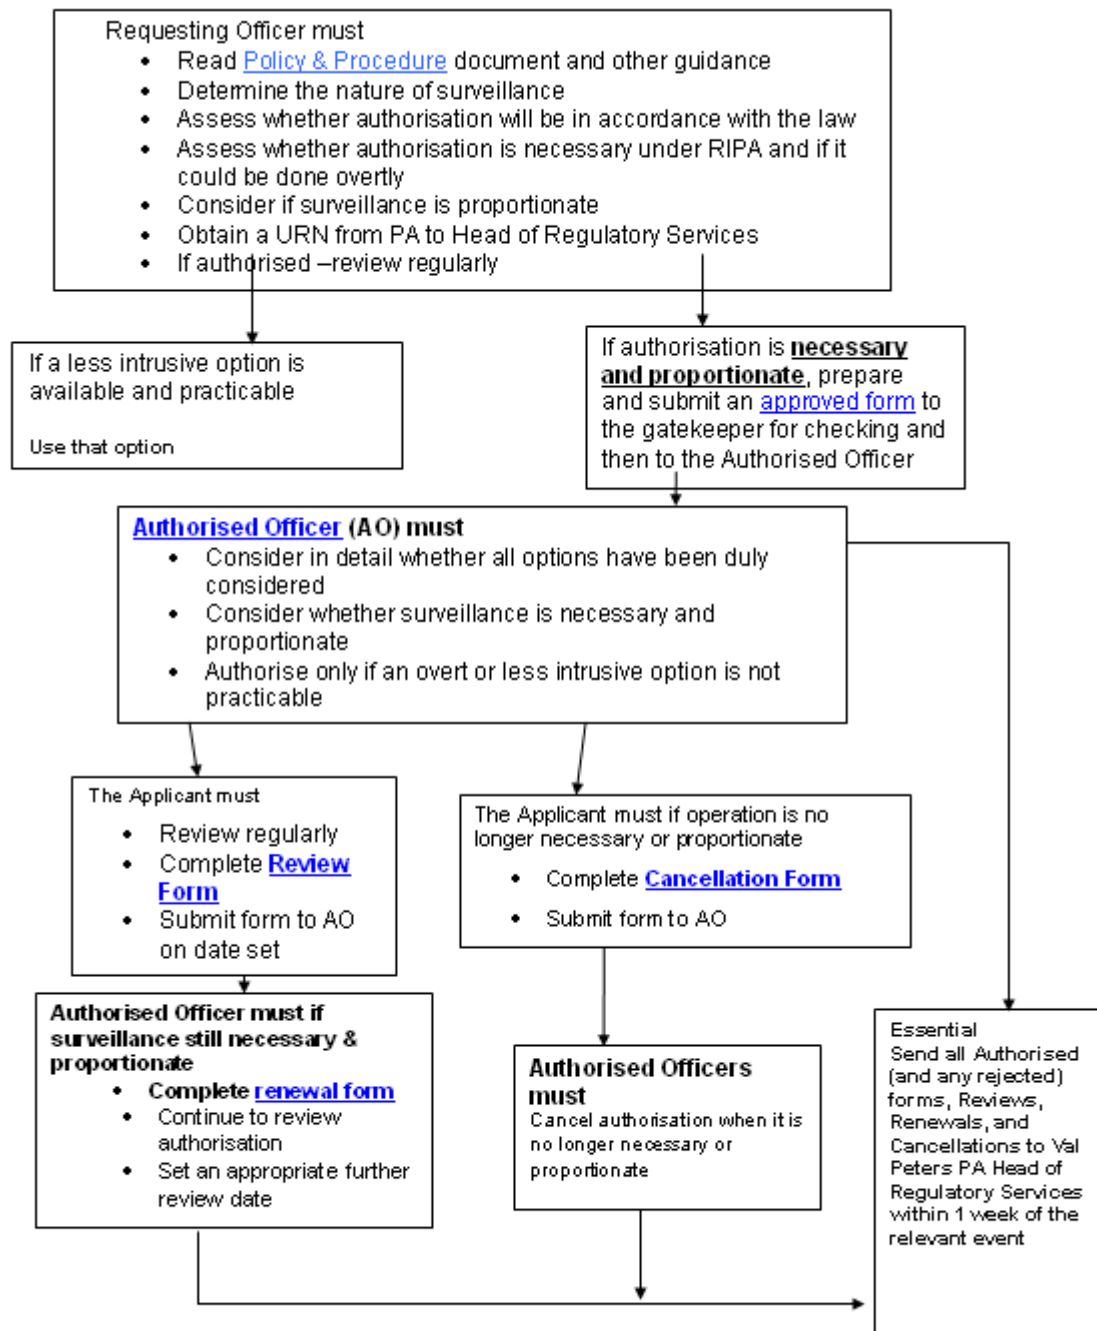 Requesting Officer must
• Read Policy & Procedure document and other guidance
• Determine the nature of surveillance
• Assess whether authorisation will be in accordance with the law
• Assess whether authorisation is necessary under RIPA and if it
could be done overtly
• Consider if surveillance is proportionate
• Obtain a URN from PA to Head of Regulatory Services
• If authorised –review regularly
If a less intrusive option is
available and practicable
Use that option
If authorisation is necessary
and proportionate, prepare
and submit an approved form to
the gatekeeper for checking and
then to the Authorised Officer
Authorised Officer (AO) must
• Consider in detail whether all options have been duly
considered
• Consider whether surveillance is necessary and
proportionate
• Authorise only if an overt or less intrusive option is not
practicable
The Applicant must
• Review regularly
• Complete Review
Form
• Submit form to AO
on date set
The Applicant must if operation is no
longer necessary or proportionate
• Complete Cancellation Form
• Submit form to AO
Authorised Officer must if
surveillance still necessary &
proportionate
• Complete renewal form
• Continue to review
authorisation
• Set an appropriate further
review date
Authorised Officers
must
Cancel authorisation when it is
no longer necessary or
proportionate
Essential
Send all Authorised
(and any rejected)
forms, Reviews,
Renewals, and
Cancellations to Val
Peters PA Head of
Regulatory Services
within 1 week of the
relevant event